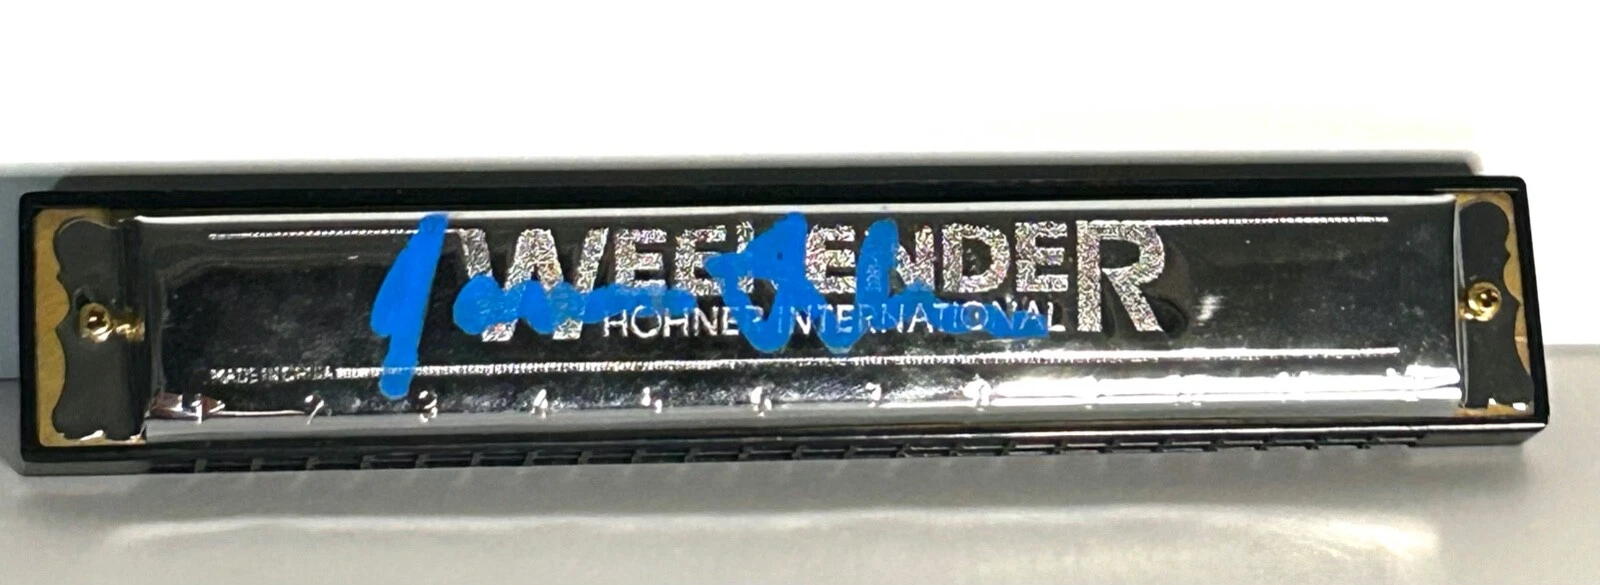 WEEKENDER
HOHNER INTERNATIONAL
MADE IN CHINA
1 2 3 4 5 6 7 8